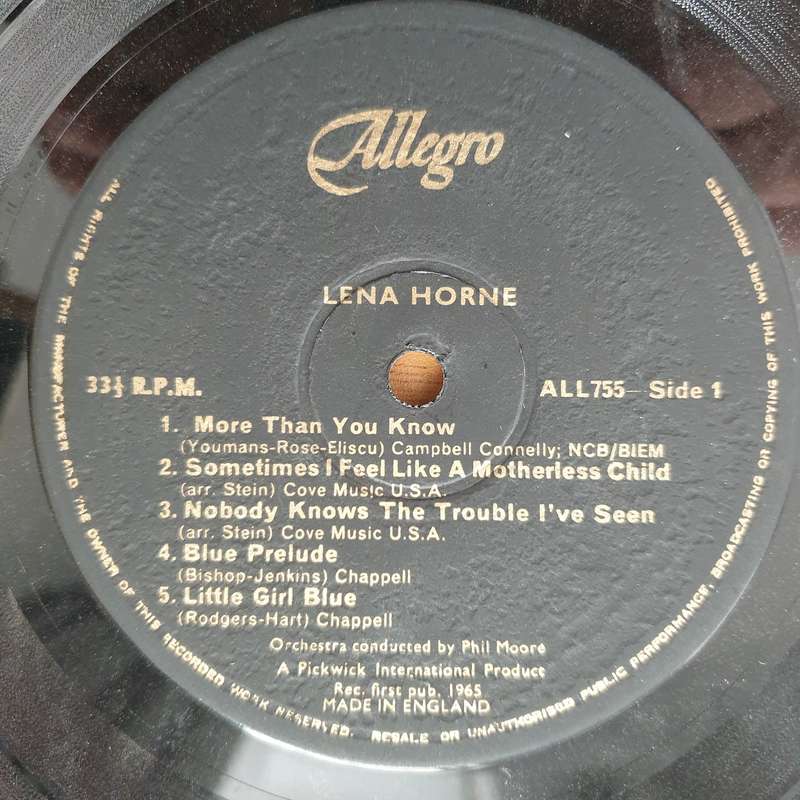 Allegro
LENA HORNE
33⅓ R.P.M.
ALL755- Side 1
1. More Than You Know
(Youmans-Rose-Eliscu) Campbell Connelly; NCB/BIEM
2. Sometimes I Feel Like A Motherless Child
(arr. Stein) Cove Music U.S.A.
3. Nobody Knows The Trouble I've Seen
(arr. Stein) Cove Music U.S.A.
4. Blue Prelude
(Bishop-Jenkins) Chappell
5. Little Girl Blue
(Rodgers-Hart) Chappell
Orchestra conducted by Phil Moore
A Pickwick International Product
Rec. first pub. 1965
MADE IN ENGLAND
ALL RIGHTS OF THE MANUFACTURER AND THE OWNER OF THIS RECORDED WORK RESERVED. RESALE OR UNAUTHORISED PUBLIC PERFORMANCE, BROADCASTING OR COPYING OF THIS WORK PROHIBITED